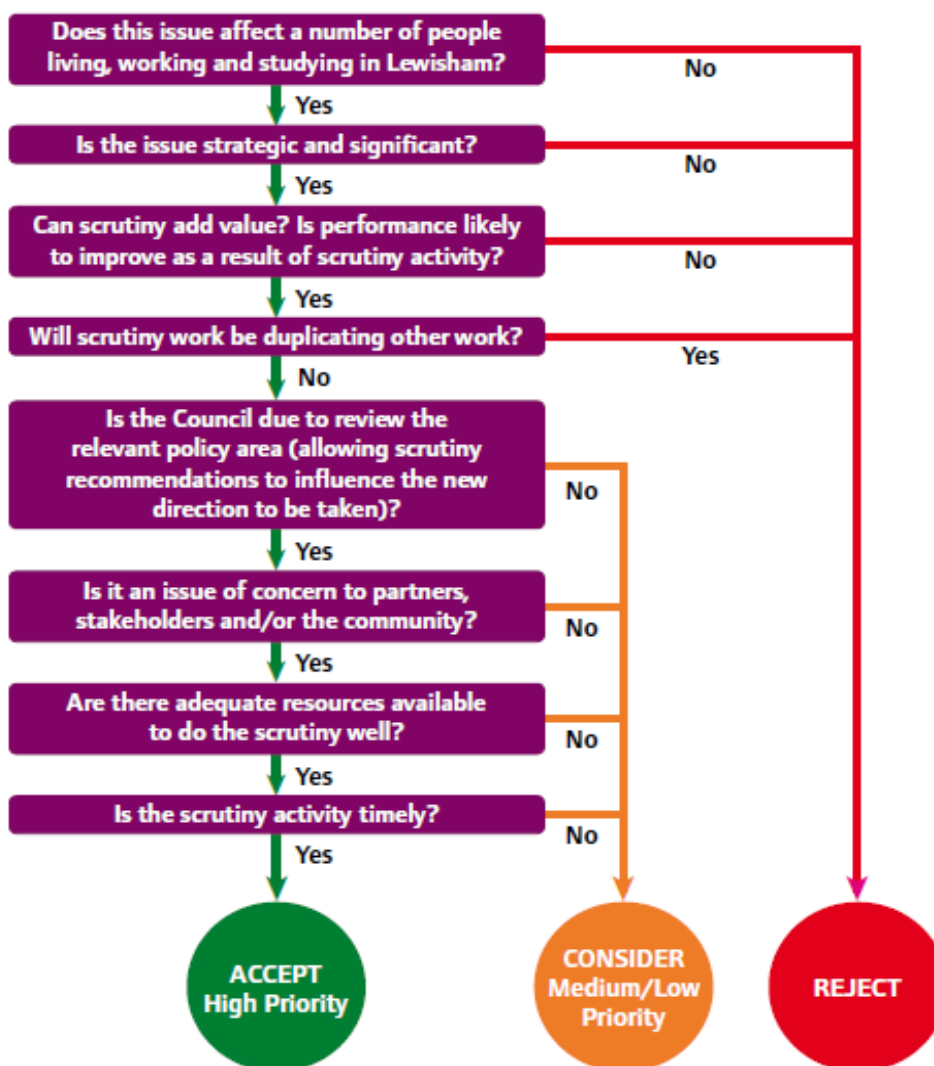 Does this issue affect a number of people
living, working and studying in Lewisham?
No
Yes
Is the issue strategic and significant?
No
Yes
Can scrutiny add value? Is performance likely
to improve as a result of scrutiny activity?
No
Yes
Will scrutiny work be duplicating other work?
Yes
No
Is the Council due to review the
relevant policy area (allowing scrutiny
recommendations to influence the new
direction to be taken)?
No
Yes
Is it an issue of concern to partners,
stakeholders and/or the community?
No
Yes
Are there adequate resources available
to do the scrutiny well?
No
Yes
Is the scrutiny activity timely?
No
Yes
ACCEPT
High Priority
CONSIDER
Medium/Low
Priority
REJECT